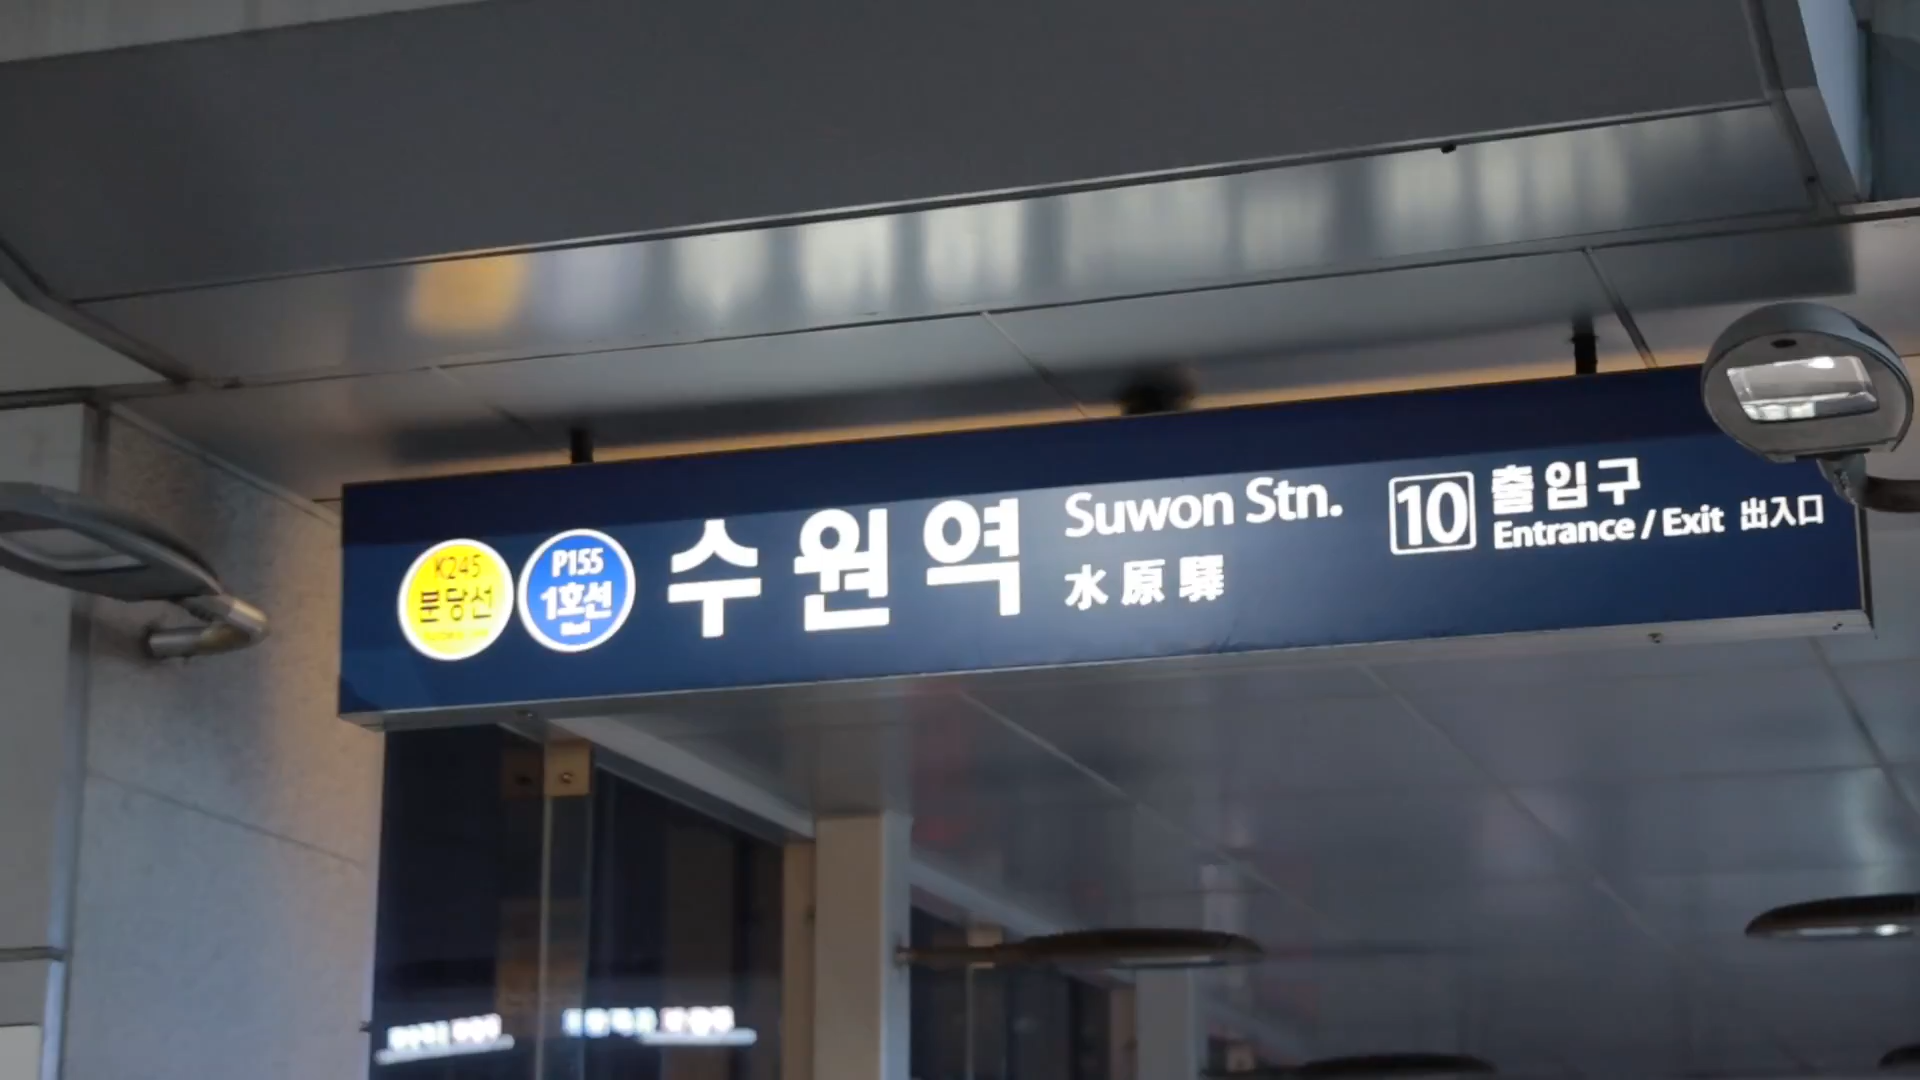 K245
분당선
P155
1호선
수원역
Suwon Stn.
水原驛
10
출입구
Entrance / Exit 出入口